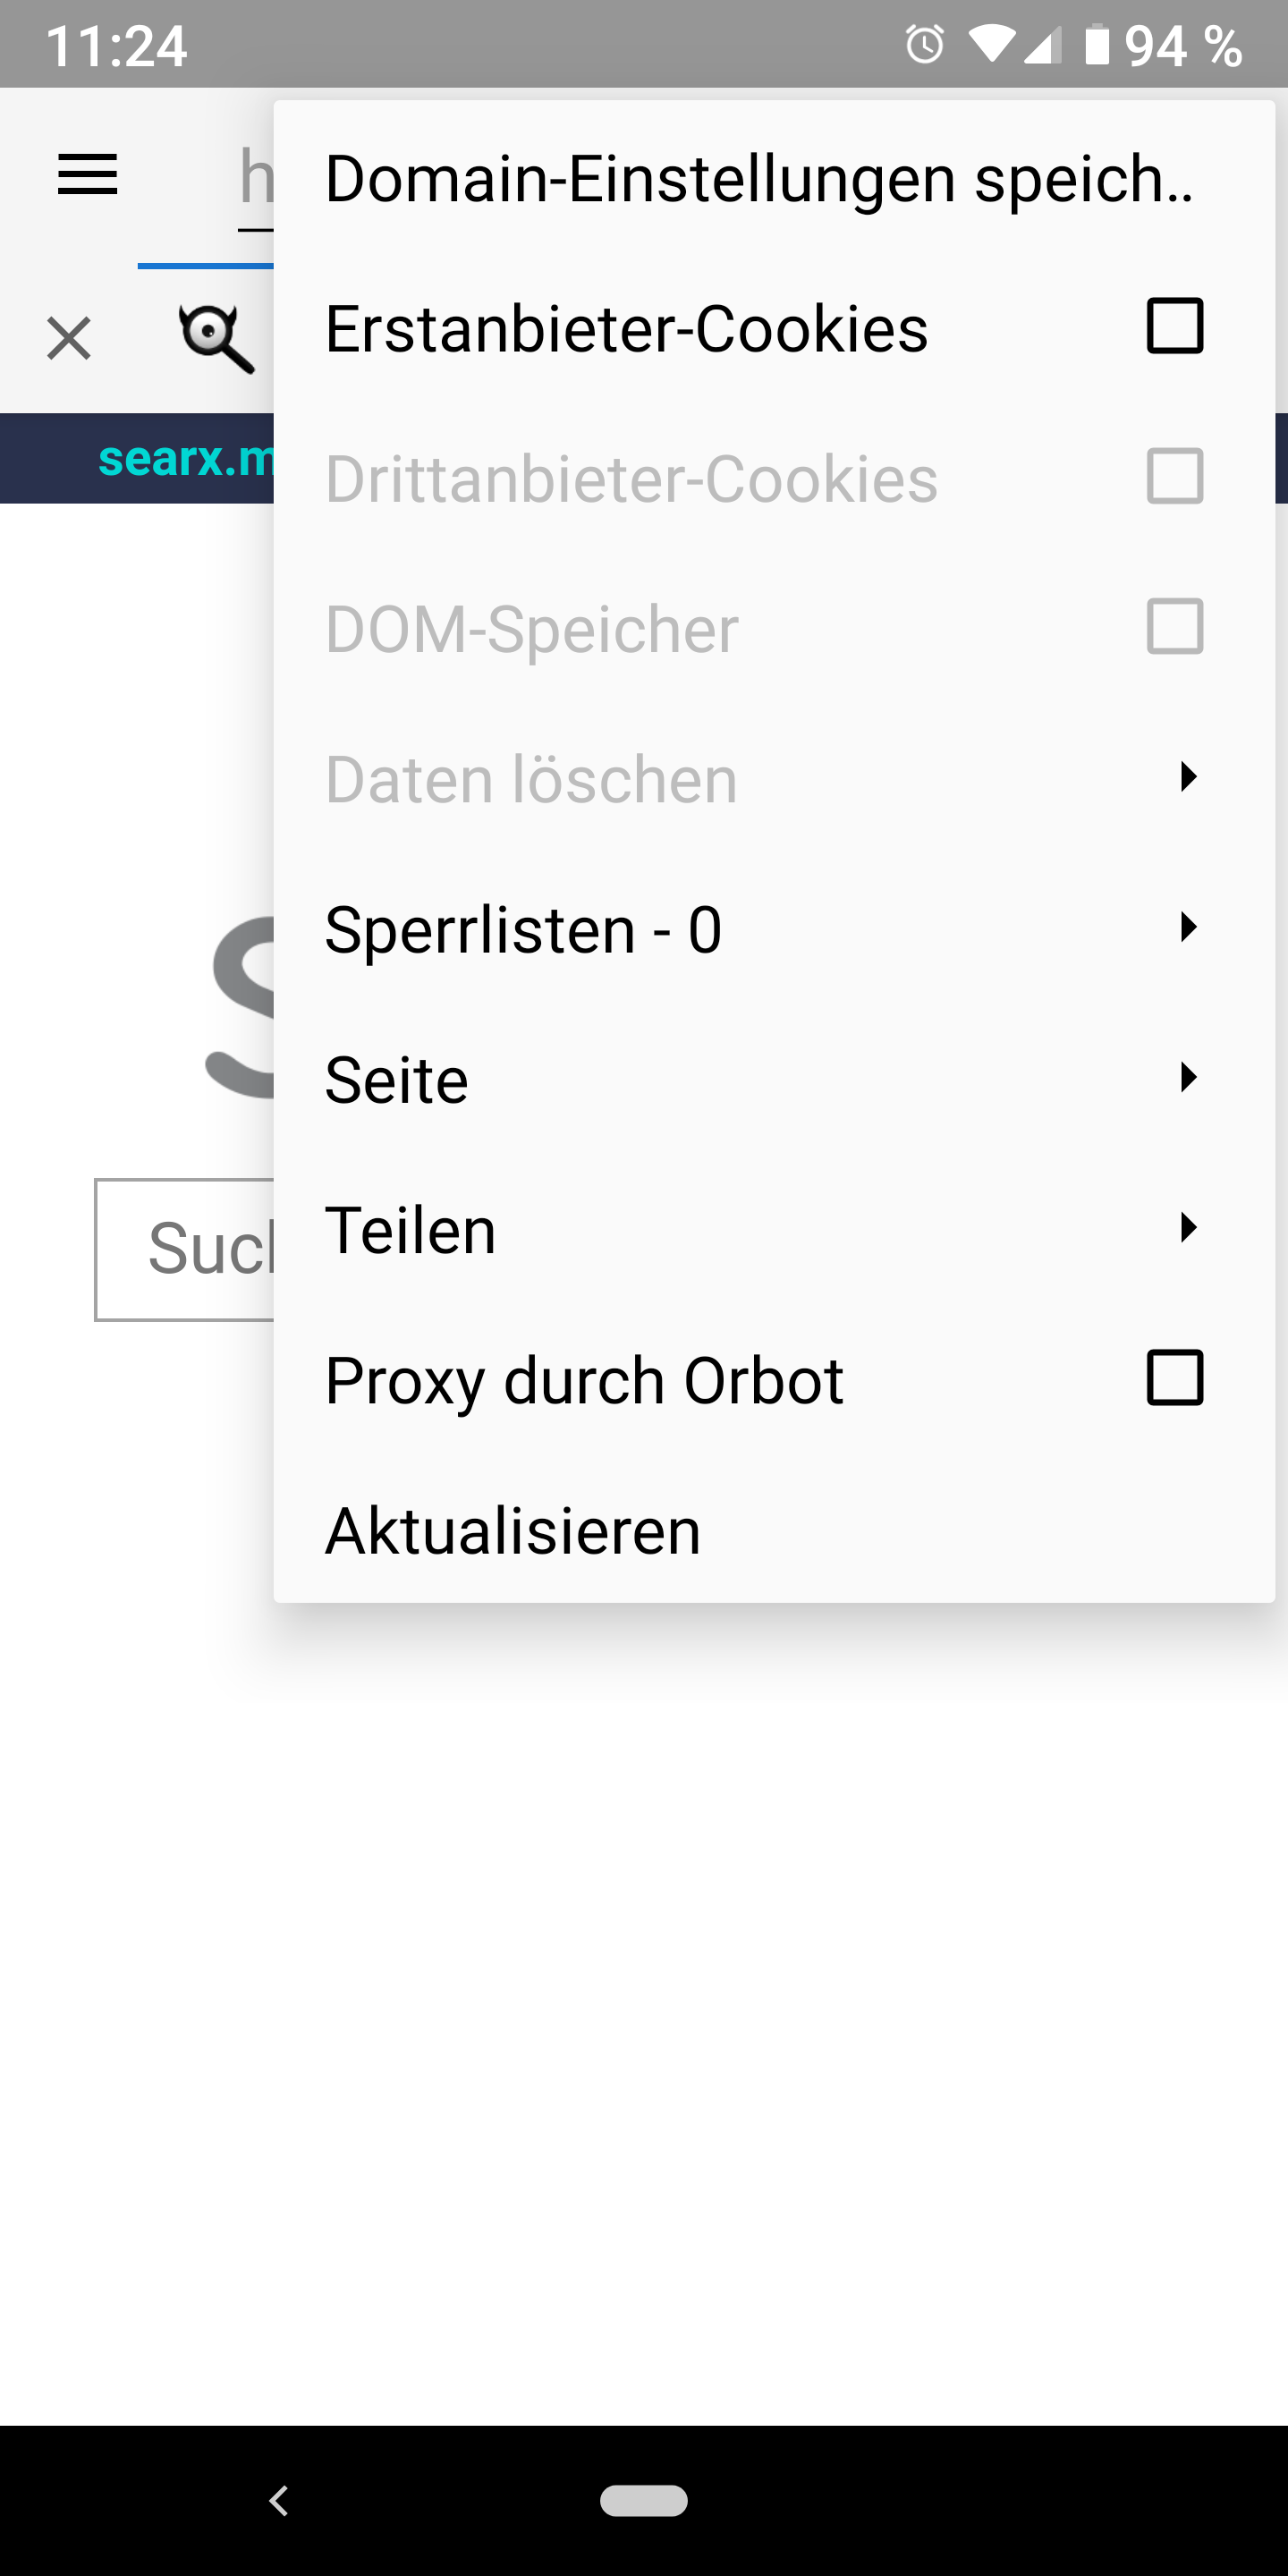 11:24 94 %
Domain-Einstellungen speich..
Erstanbieter-Cookies
Drittanbieter-Cookies
searx.m
DOM-Speicher
Daten löschen
Sperrlisten - 0
Seite
Teilen
Proxy durch Orbot
Aktualisieren